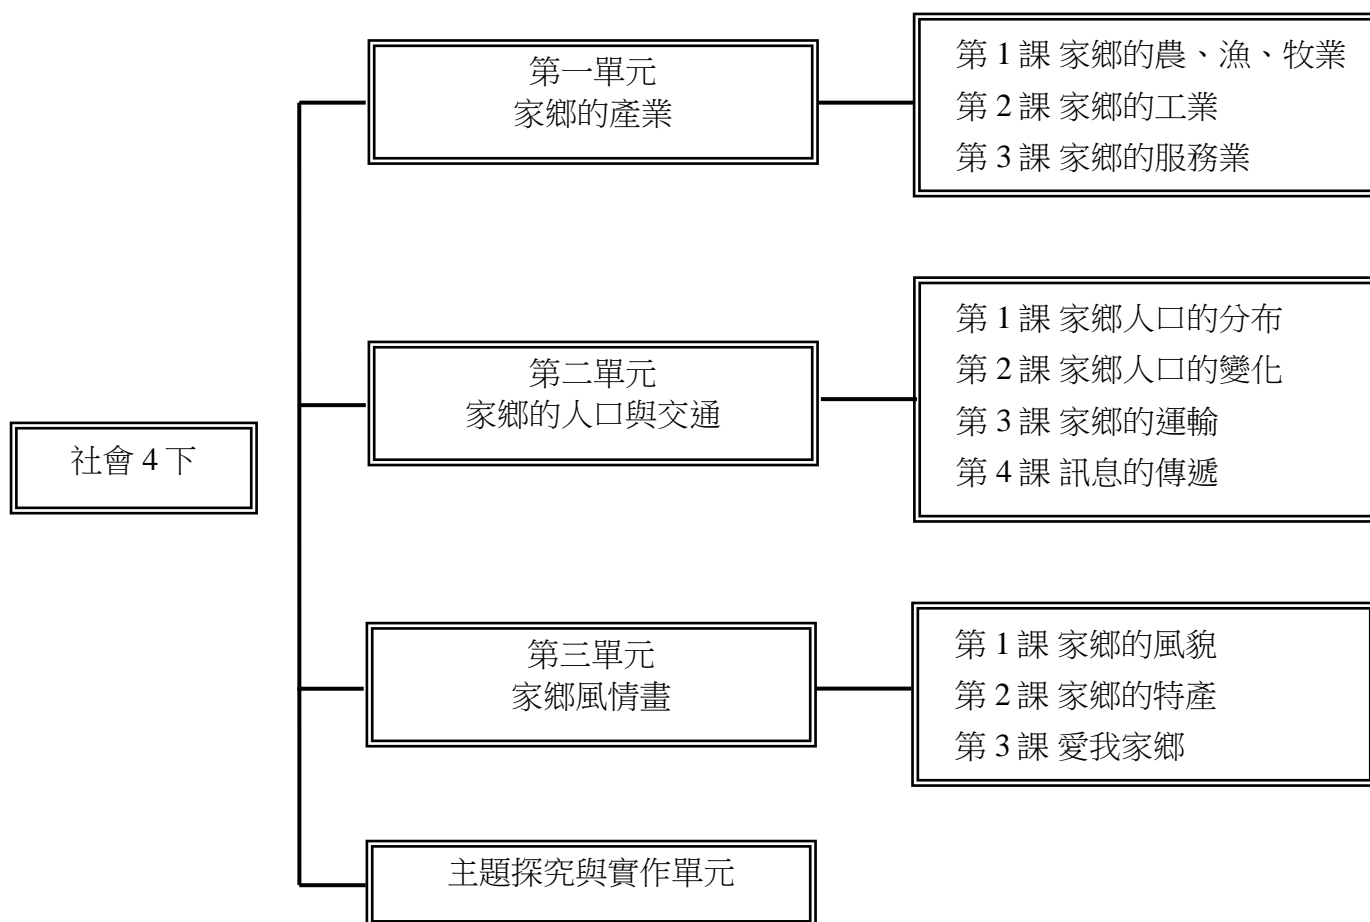 社會 4 下
第一單元
家鄉的產業
第 1 課 家鄉的農、漁、牧業
第 2 課 家鄉的工業
第 3 課 家鄉的服務業
第二單元
家鄉的人口與交通
第 1 課 家鄉人口的分布
第 2 課 家鄉人口的變化
第 3 課 家鄉的運輸
第 4 課 訊息的傳遞
第三單元
家鄉風情畫
第 1 課 家鄉的風貌
第 2 課 家鄉的特產
第 3 課 愛我家鄉
主題探究與實作單元